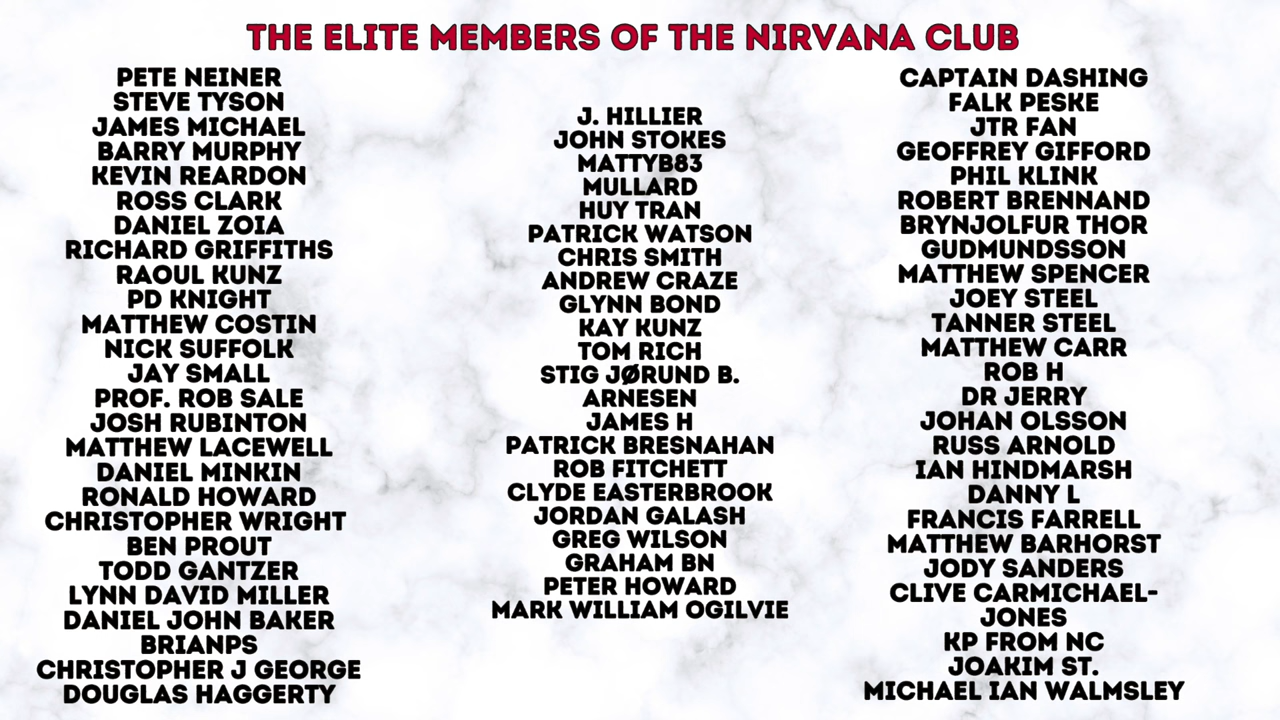 THE ELITE MEMBERS OF THE NIRVANA CLUB
PETE NEINER
STEVE TYSON
JAMES MICHAEL
BARRY MURPHY
KEVIN REARDON
ROSS CLARK
DANIEL ZOIA
RICHARD GRIFFITHS
RAOUL KUNZ
PD KNIGHT
MATTHEW COSTIN
NICK SUFFOLK
JAY SMALL
PROF. ROB SALE
JOSH RUBINTON
MATTHEW LACEWELL
DANIEL MINKIN
RONALD HOWARD
CHRISTOPHER WRIGHT
BEN PROUT
TODD GANTZER
LYNN DAVID MILLER
DANIEL JOHN BAKER
BRIANPS
CHRISTOPHER J GEORGE
DOUGLAS HAGGERTY
J. HILLIER
JOHN STOKES
MATTYB83
MULLARD
HUY TRAN
PATRICK WATSON
CHRIS SMITH
ANDREW CRAZE
GLYNN BOND
KAY KUNZ
TOM RICH
STIG JØRUND B.
ARNESEN
JAMES H
PATRICK BRESNAHAN
ROB FITCHETT
CLYDE EASTERBROOK
JORDAN GALASH
GREG WILSON
GRAHAM BN
PETER HOWARD
MARK WILLIAM OGILVIE
CAPTAIN DASHING
FALK PESKE
JTR FAN
GEOFFREY GIFFORD
PHIL KLINK
ROBERT BRENNAND
BRYNJOLFUR THOR
GUDMUNDSSON
MATTHEW SPENCER
JOEY STEEL
TANNER STEEL
MATTHEW CARR
ROB H
DR JERRY
JOHAN OLSSON
RUSS ARNOLD
IAN HINDMARSH
DANNY L
FRANCIS FARRELL
MATTHEW BARHORST
JODY SANDERS
CLIVE CARMICHAEL-
JONES
KP FROM NC
JOAKIM ST.
MICHAEL IAN WALMSLEY